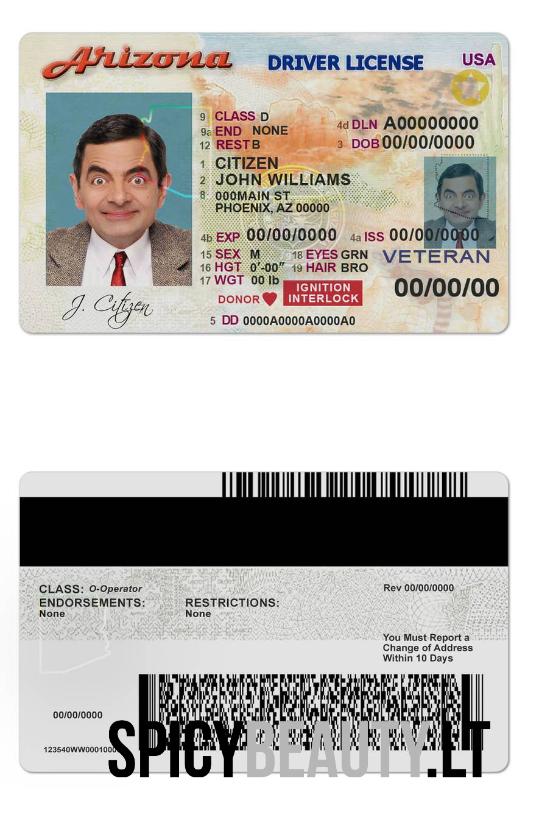 Arizona DRIVER LICENSE USA
9 CLASS D
9a END NONE 4d DLN A00000000
12 REST B 3 DOB 00/00/0000
1 CITIZEN
2 JOHN WILLIAMS
8 000MAIN ST
PHOENIX, AZ 00000
4b EXP 00/00/0000 4a ISS 00/00/0000
15 SEX M 18 EYES GRN VETERAN
16 HGT 0'-00" 19 HAIR BRO
17 WGT 00 lb 00/00/00
DONOR IGNITION
INTERLOCK
J. Citizen
5 DD 0000A0000A0000A0
CLASS: O-Operator Rev 00/00/0000
ENDORSEMENTS: RESTRICTIONS:
None None
You Must Report a
Change of Address
Within 10 Days
00/00/0000
123540WW0001000
SPICYBEAUTY.LT